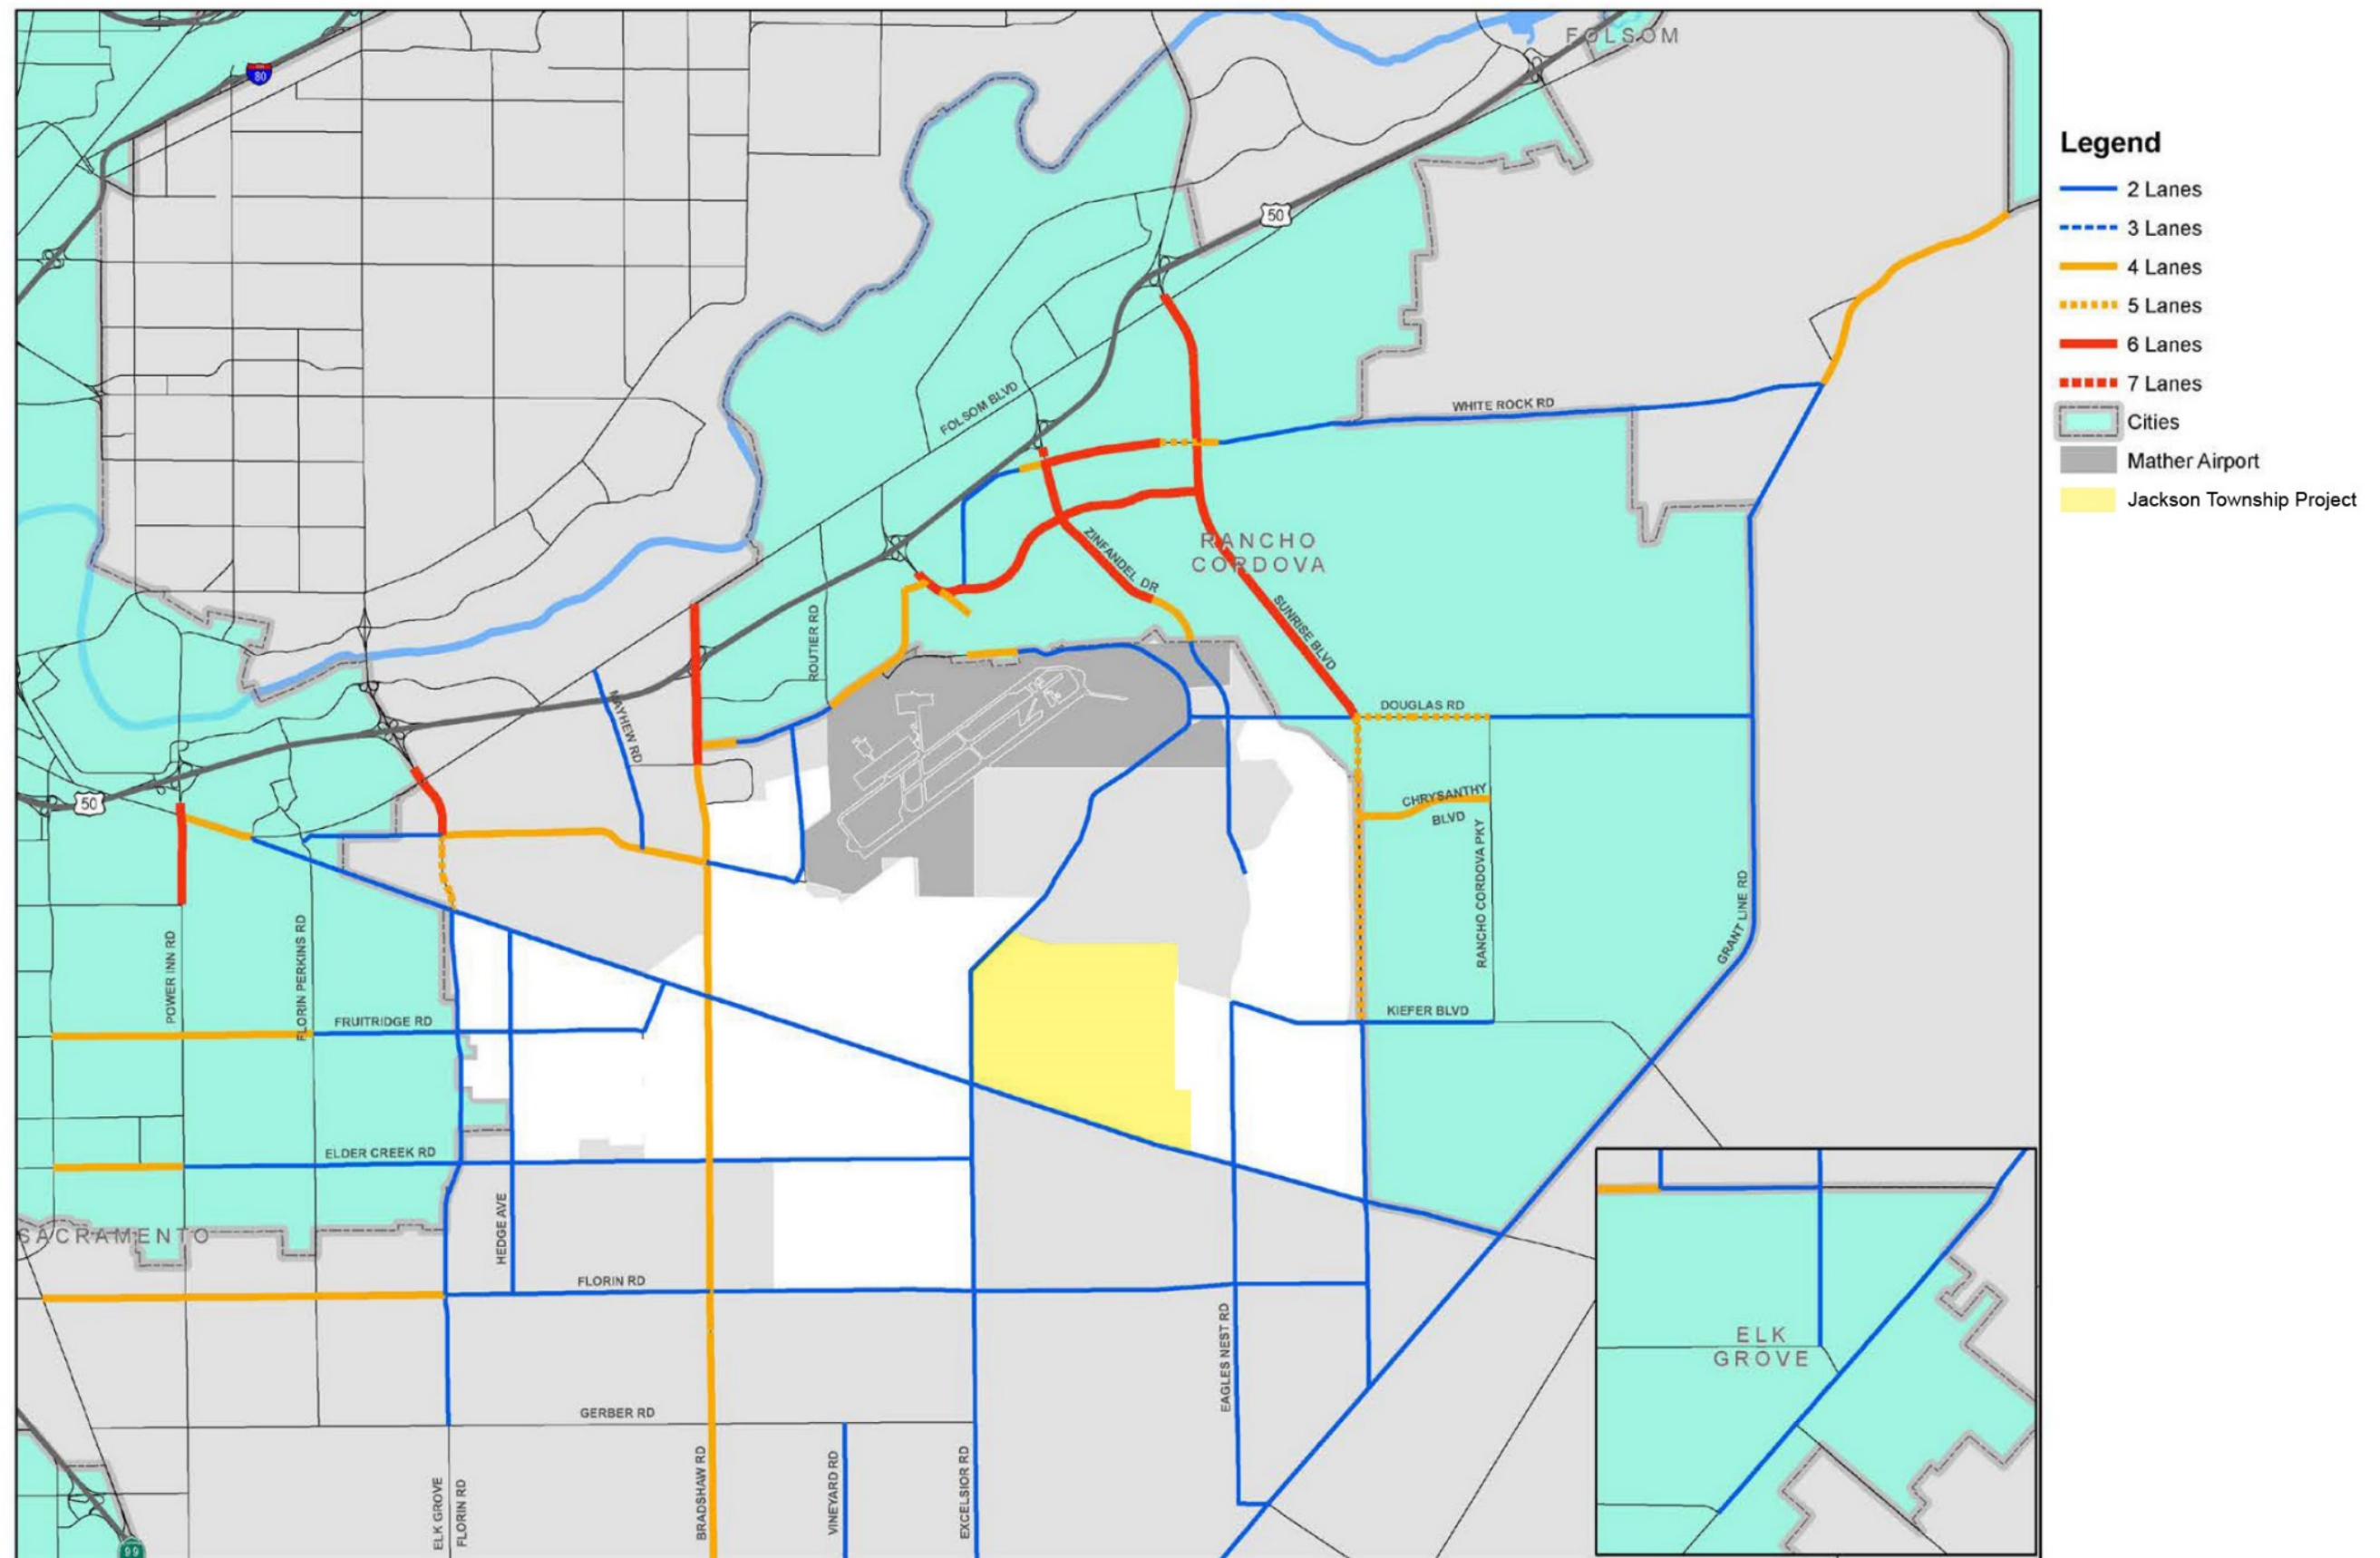 FOLSOM
80
50
Legend
2 Lanes
3 Lanes
4 Lanes
5 Lanes
6 Lanes
7 Lanes
Cities
Mather Airport
Jackson Township Project
FOLSOM BLVD
WHITE ROCK RD
RANCHO
CORDOVA
ZINFANDEL DR
SUNRISE BLVD
ROUTIER RD
MAYHEW RD
DOUGLAS RD
50
CHRYSANTHY
BLVD
RANCHO CORDOVA PKY
GRANT LINE RD
POWER INN RD
FLORIN PERKINS RD
FRUITRIDGE RD
KIEFER BLVD
ELDER CREEK RD
SACRAMENTO
HEDGE AVE
FLORIN RD
EAGLES NEST RD
GERBER RD
ELK GROVE
FLORIN RD
BRADSHAW RD
VINEYARD RD
EXCELSIOR RD
ELK
GROVE
99